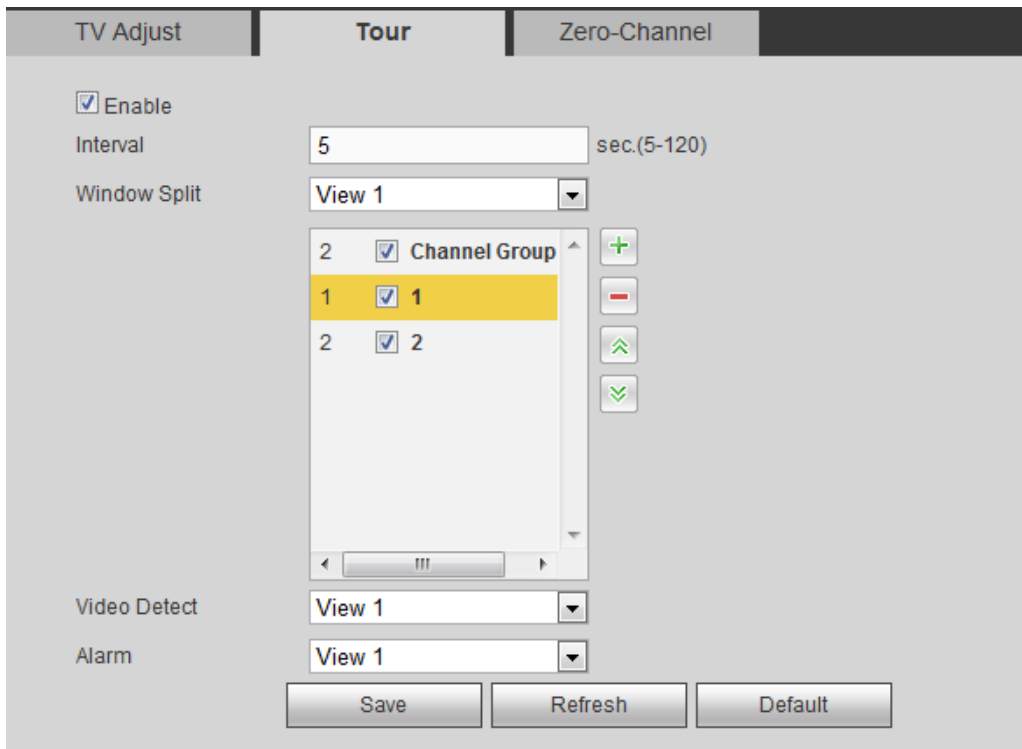 TV Adjust Tour Zero-Channel
Enable
Interval 5 sec.(5-120)
Window Split View 1
2 Channel Group
1 1
2 2
Video Detect View 1
Alarm View 1
Save Refresh Default